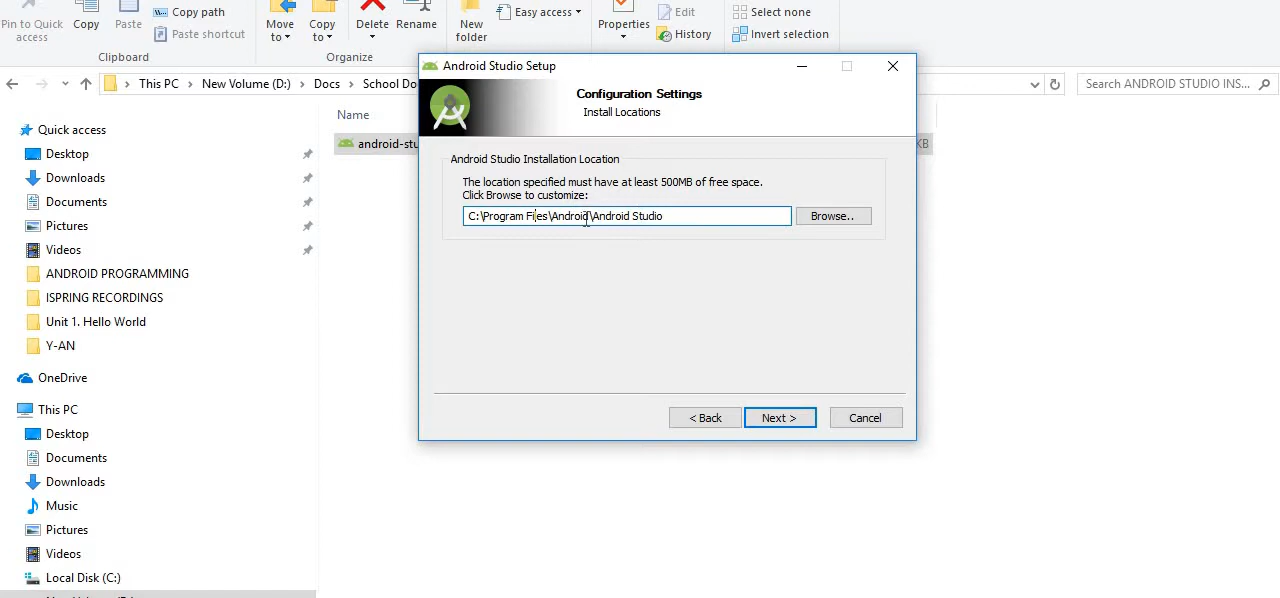 Pin to Quick access
Copy
Paste
Copy path
Paste shortcut
Clipboard
Move to
Copy to
Delete
Rename
Organize
New folder
Easy access
Properties
Edit
History
Select none
Invert selection
This PC
New Volume (D:)
Docs
School Do
Search ANDROID STUDIO INS...
Name
android-stu
KB
Quick access
Desktop
Downloads
Documents
Pictures
Videos
ANDROID PROGRAMMING
ISPRING RECORDINGS
Unit 1. Hello World
Y-AN
OneDrive
This PC
Desktop
Documents
Downloads
Music
Pictures
Videos
Local Disk (C:)
Android Studio Setup
Configuration Settings
Install Locations
Android Studio Installation Location
The location specified must have at least 500MB of free space.
Click Browse to customize:
C:\Program Files\Android\Android Studio
Browse..
< Back
Next >
Cancel